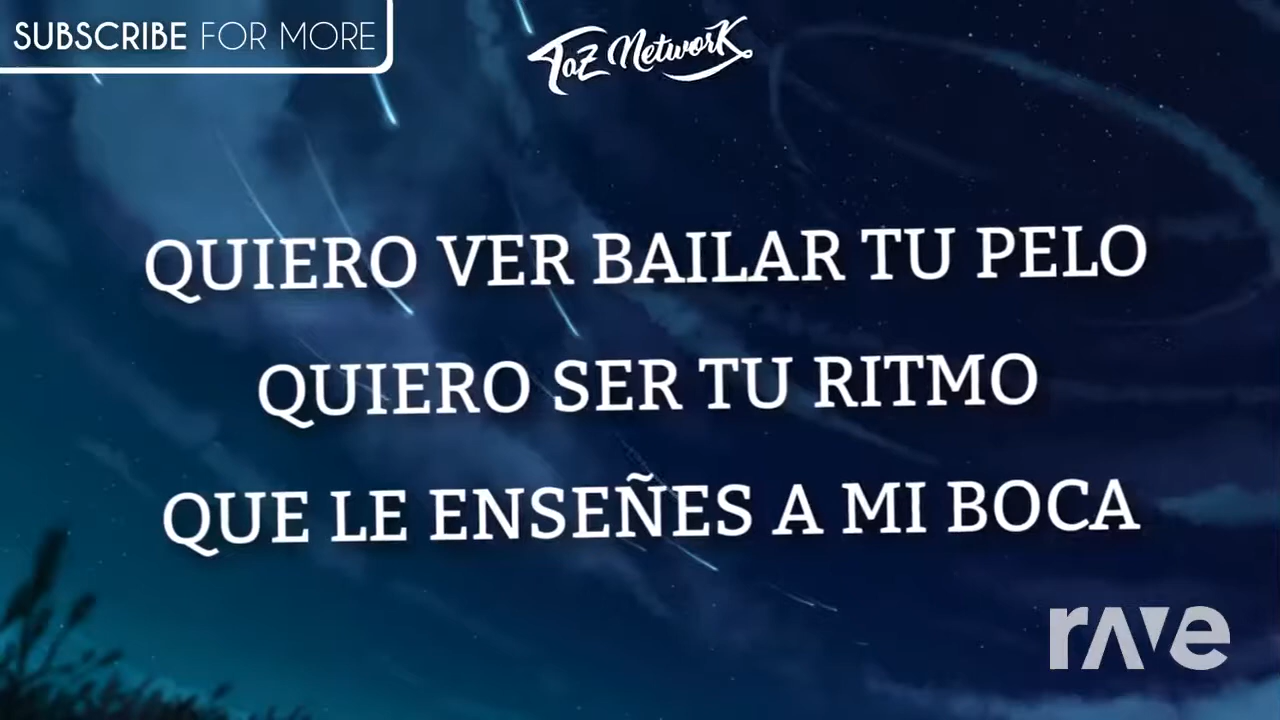 SUBSCRIBE FOR MORE
TaZ Network
QUIERO VER BAILAR TU PELO
QUIERO SER TU RITMO
QUE LE ENSEÑES A MI BOCA
rave